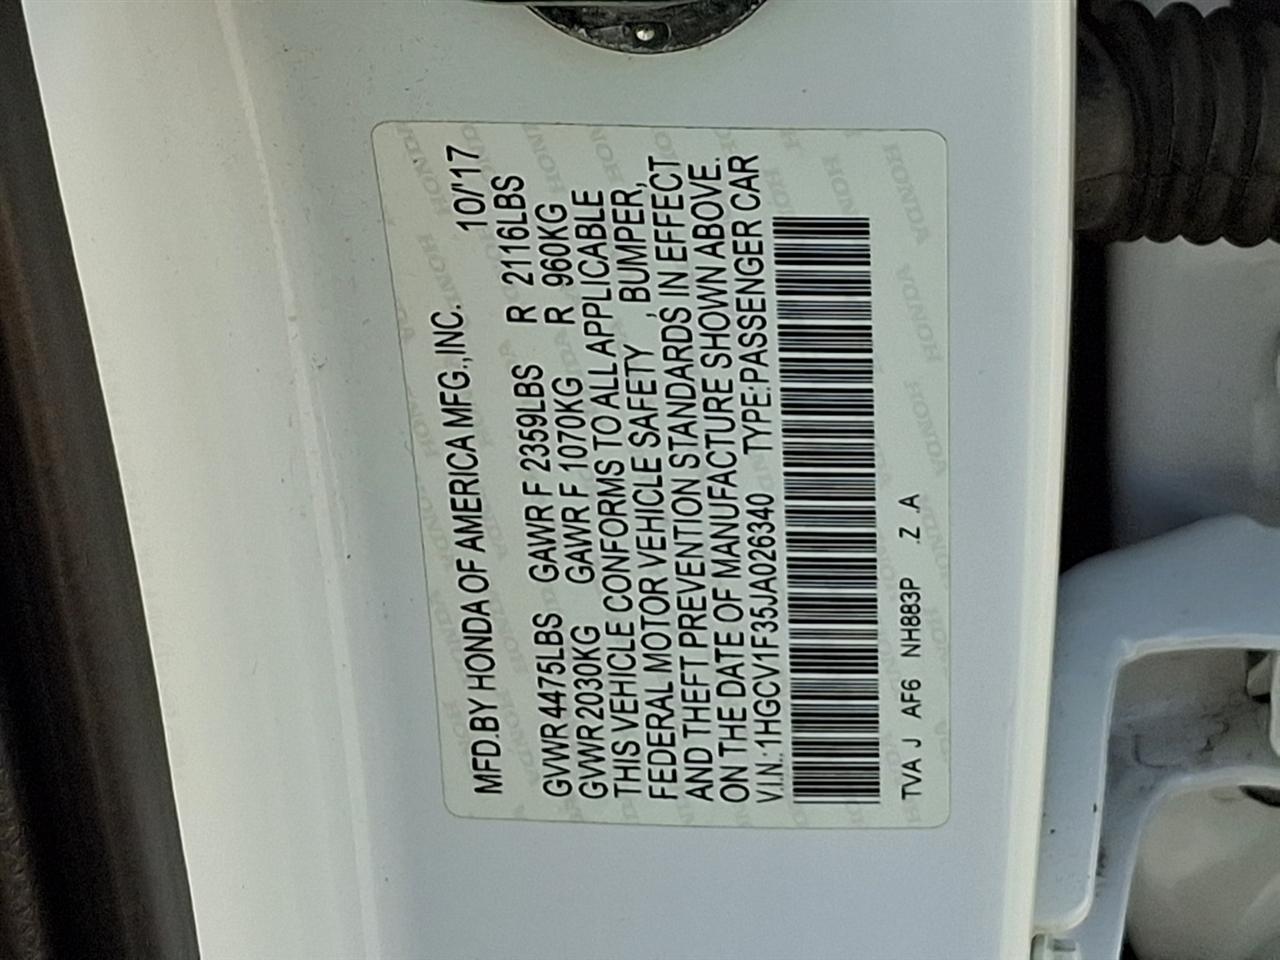 MFD.BY HONDA OF AMERICA MFG.,INC. 10/'17
GVWR 4475LBS GAWR F 2359LBS R 2116LBS
GVWR 2030KG GAWR F 1070KG R 960KG
THIS VEHICLE CONFORMS TO ALL APPLICABLE
FEDERAL MOTOR VEHICLE SAFETY , BUMPER,
AND THEFT PREVENTION STANDARDS IN EFFECT
ON THE DATE OF MANUFACTURE SHOWN ABOVE.
V.I.N.:1HGCV1F35JA026340 TYPE:PASSENGER CAR
TVA J AF6 NH883P .Z .A